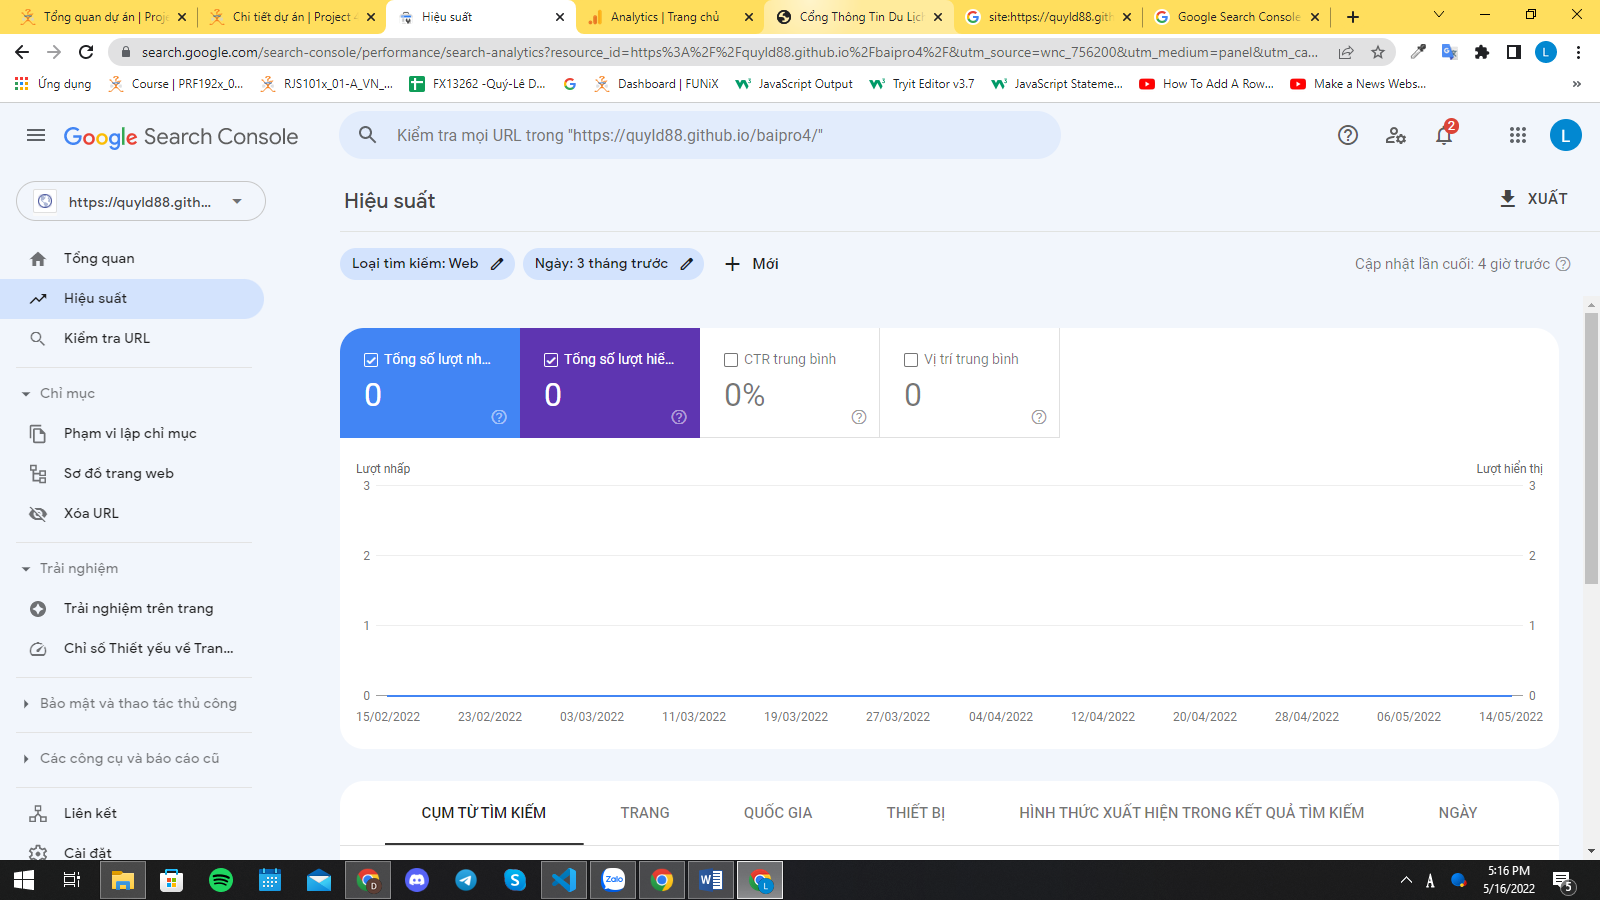 Tổng quan dự án | Proje
Chi tiết dự án | Project 4
Hiệu suất
Analytics | Trang chủ
Cổng Thông Tin Du Lịch
site:https://quyld88.gith
Google Search Console
search.google.com/search-console/performance/search-analytics?resource_id=https%3A%2F%2Fquyld88.github.io%2Fbaipro4%2F&utm_source=wnc_756200&utm_medium=panel&utm_ca...
L
Ứng dụng
Course | PRF192x_0...
RJS101x_01-A_VN_...
FX13262 -Quý-Lê D...
Dashboard | FUNiX
JavaScript Output
Tryit Editor v3.7
JavaScript Stateme...
How To Add A Row...
Make a News Webs...
»
Google Search Console
Kiểm tra mọi URL trong "https://quyld88.github.io/baipro4/"
2
L
https://quyld88.gith...
Hiệu suất
XUẤT
Tổng quan
Hiệu suất
Kiểm tra URL
Chỉ mục
Phạm vi lập chỉ mục
Sơ đồ trang web
Xóa URL
Trải nghiệm
Trải nghiệm trên trang
Chỉ số Thiết yếu về Tran...
Bảo mật và thao tác thủ công
Các công cụ và báo cáo cũ
Liên kết
Cài đặt
Loại tìm kiếm: Web
Ngày: 3 tháng trước
Mới
Cập nhật lần cuối: 4 giờ trước
Tổng số lượt nh...
0
Tổng số lượt hiể...
0
CTR trung bình
0%
Vị trí trung bình
0
Lượt nhấp
Lượt hiển thị
3
3
2
2
1
1
0
0
15/02/2022
23/02/2022
03/03/2022
11/03/2022
19/03/2022
27/03/2022
04/04/2022
12/04/2022
20/04/2022
28/04/2022
06/05/2022
14/05/2022
CỤM TỪ TÌM KIẾM
TRANG
QUỐC GIA
THIẾT BỊ
HÌNH THỨC XUẤT HIỆN TRONG KẾT QUẢ TÌM KIẾM
NGÀY
D
Zalo
L
5:16 PM
5/16/2022
5